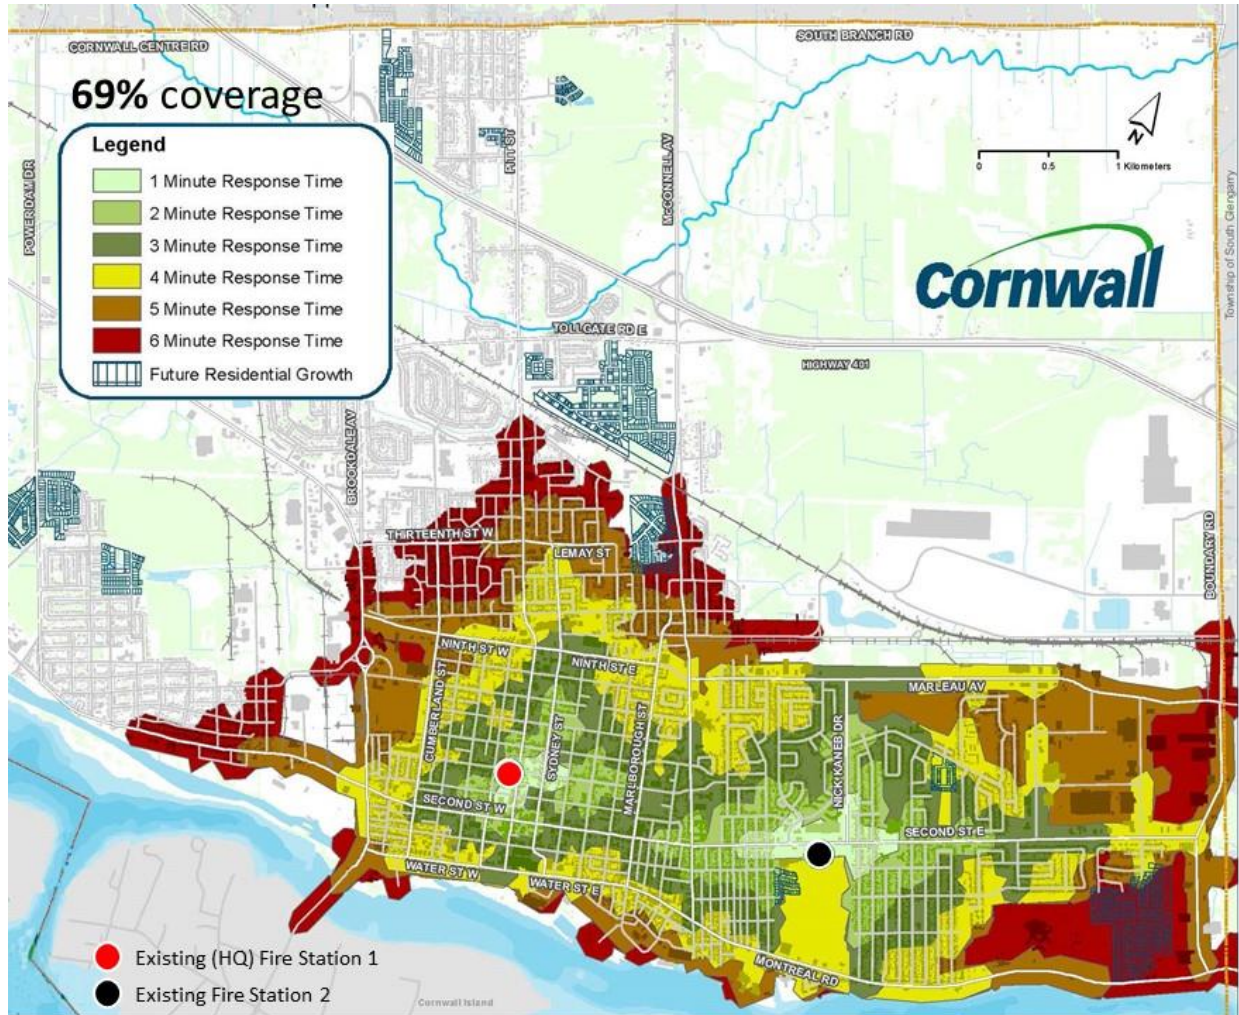 CORNWALL CENTRE RD
SOUTH BRANCH RD
69% coverage
Legend
1 Minute Response Time
2 Minute Response Time
3 Minute Response Time
4 Minute Response Time
5 Minute Response Time
6 Minute Response Time
Future Residential Growth
POWER DAM DR
PITT ST
McCONNELL AV
N
0 0.5 1 Kilometers
Township of South Glengarry
Cornwall
TOLLGATE RD E
HIGHWAY 401
BROOKDALE AV
BOUNDARY RD
THIRTEENTH ST W
LEMAY ST
NINTH ST W
NINTH ST E
MARLEAU AV
CUMBERLAND ST
SYDNEY ST
MARLBOROUGH ST
NICK KANEB DR
SECOND ST W
SECOND ST E
WATER ST W
WATER ST E
MONTREAL RD
Existing (HQ) Fire Station 1
Existing Fire Station 2
Cornwall Island